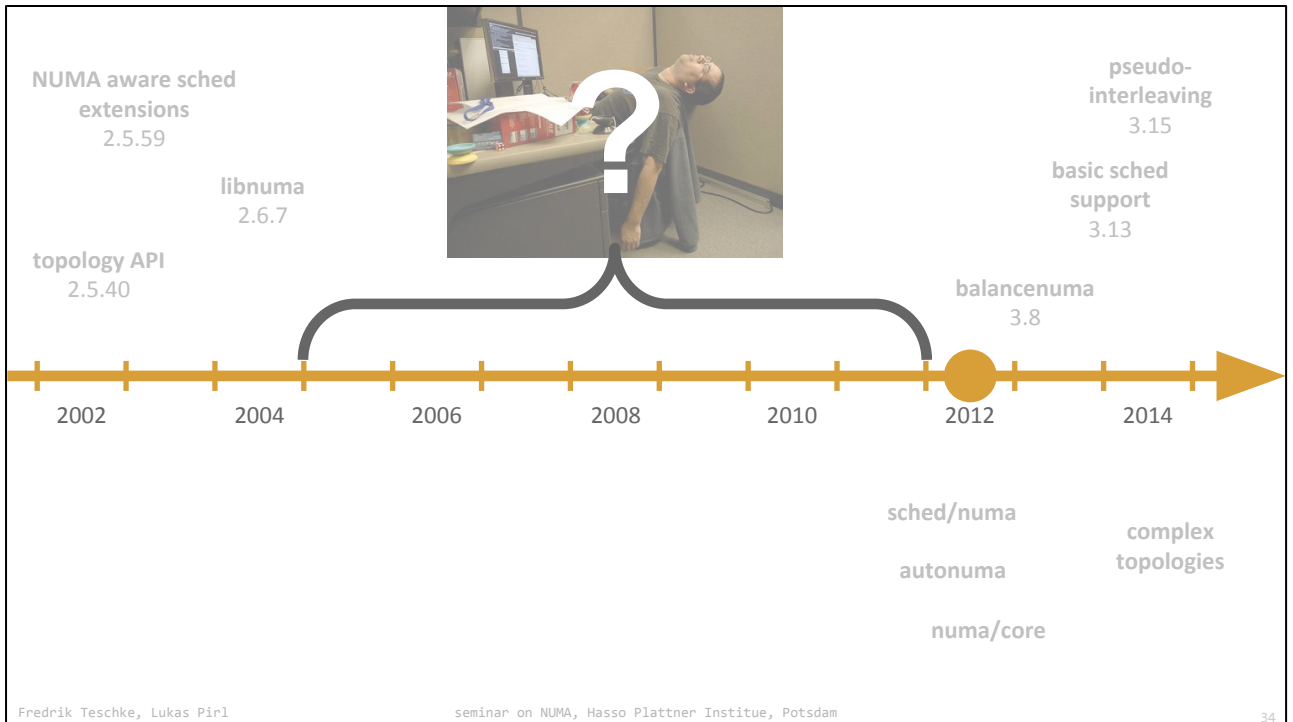 NUMA aware sched
extensions
2.5.59
libnuma
2.6.7
topology API
2.5.40
?
pseudo-
interleaving
3.15
basic sched
support
3.13
balancenuma
3.8
2002
2004
2006
2008
2010
2012
2014
sched/numa
autonuma
numa/core
complex
topologies
Fredrik Teschke, Lukas Pirl
seminar on NUMA, Hasso Plattner Institue, Potsdam
34